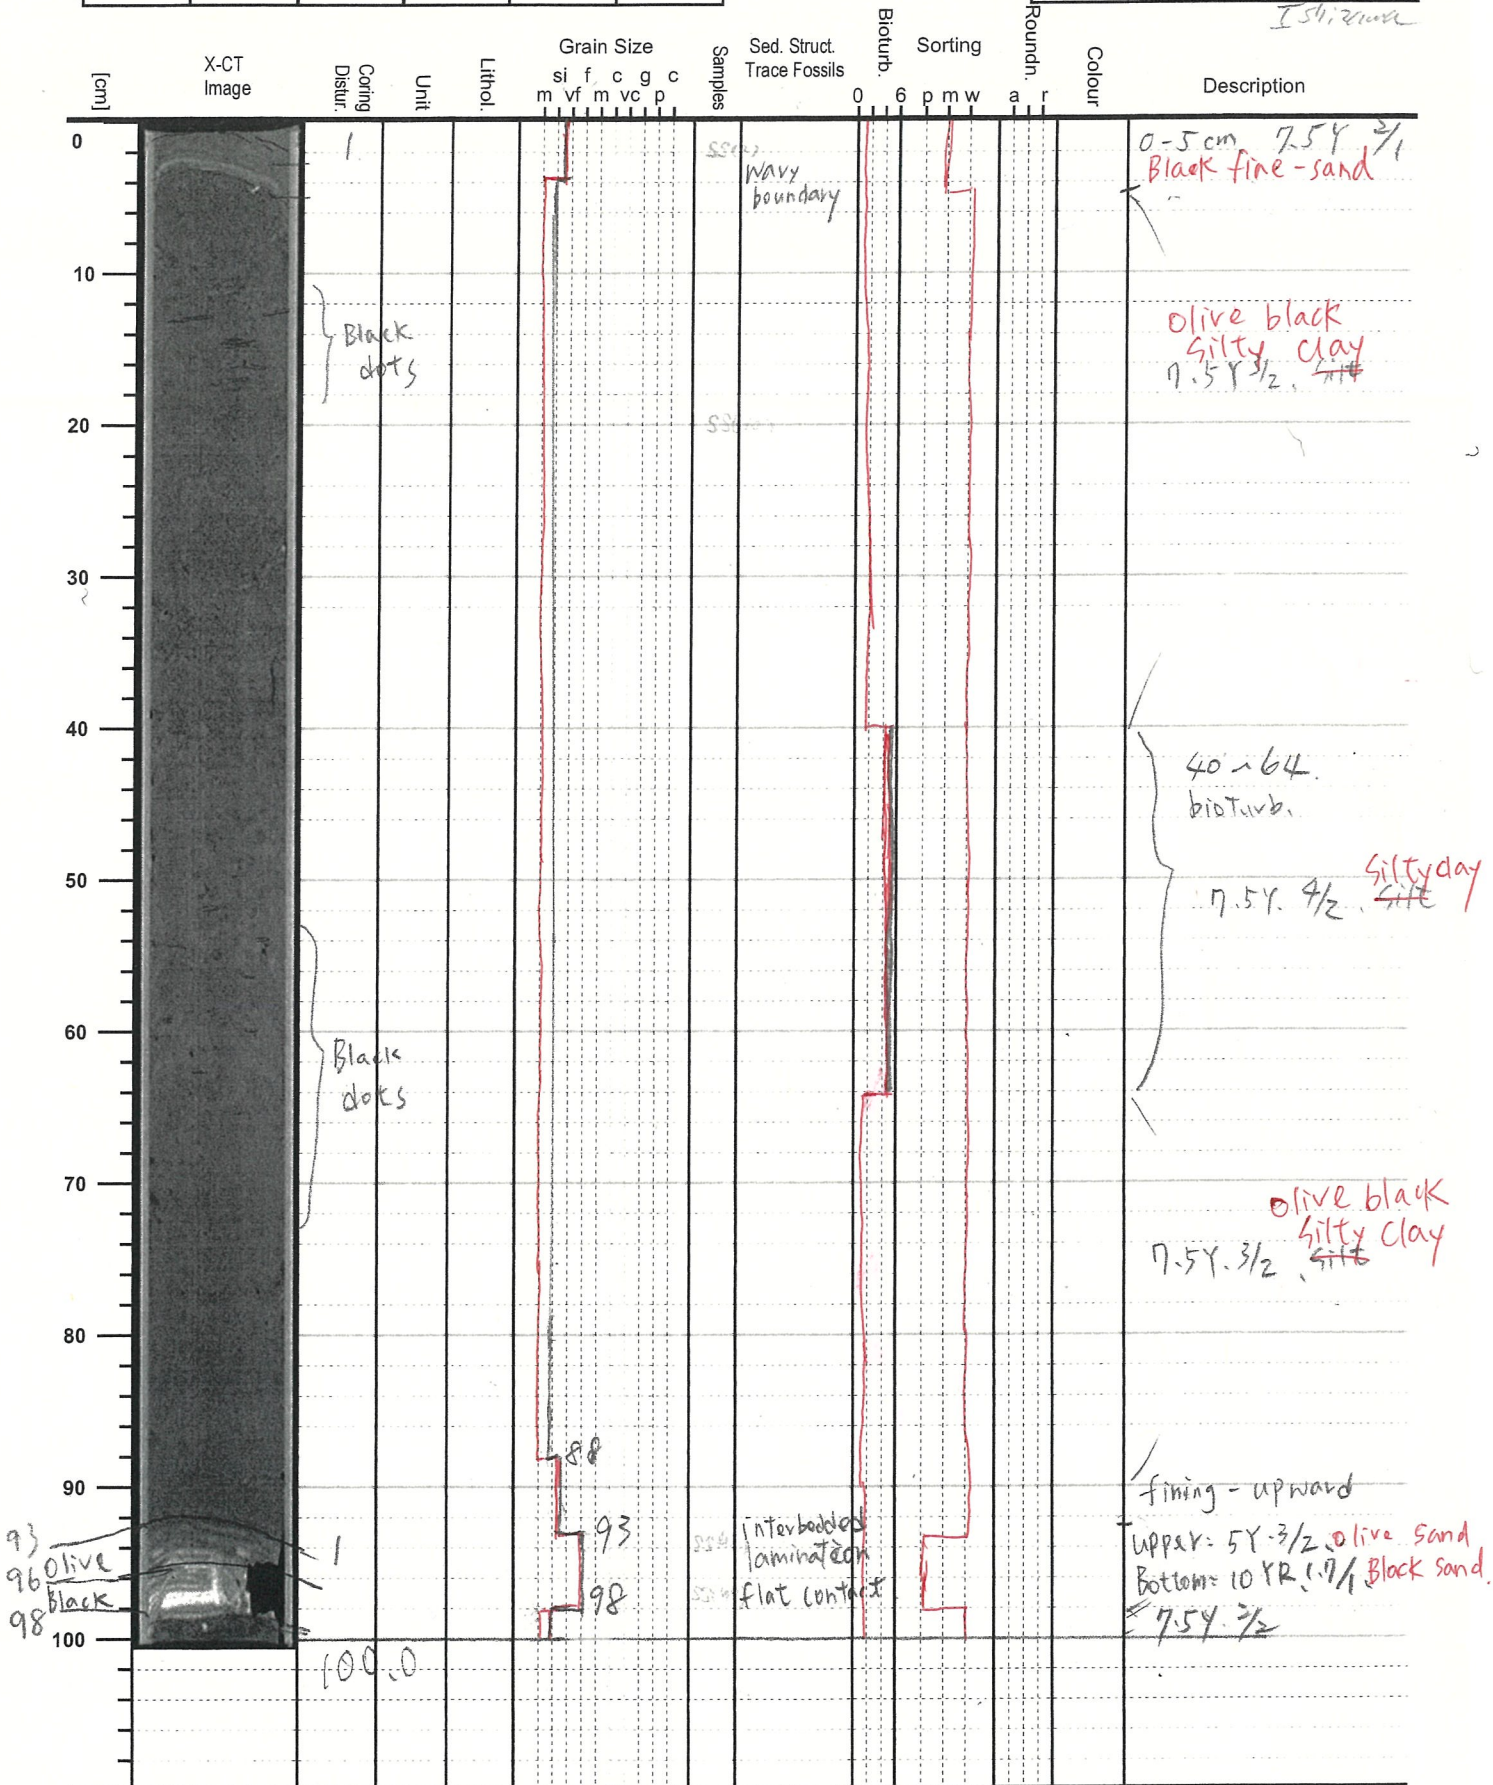 Ishizawa
[cm]
X-CT
Image
Coring
Distur.
Unit
Lithol.
Grain Size
si f c g c
m vf m vc p
Samples
Sed. Struct.
Trace Fossils
Bioturb.
0 6
Sorting
p m w
Roundn.
a r
Colour
Description
0
1
Wavy
boundary
0-5 cm 7.5Y 2/1
Black fine-sand
10
Black
dots
Olive black
Silty clay
7.5Y 3/2. silt
20
30
40
40~64.
bioturb.
50
Silty clay
7.5Y. 4/2. silt
60
Black
dots
70
Olive black
Silty Clay
7.5Y. 3/2. silt
80
88
90
fining-upward
93
93
1
interbedded
lamination
upper: 5Y.3/2. olive Sand
96 Olive
Bottom: 10YR.1.7/1. Black sand.
Black
98
98
flat contact
7.5Y. 3/2
100
100.0